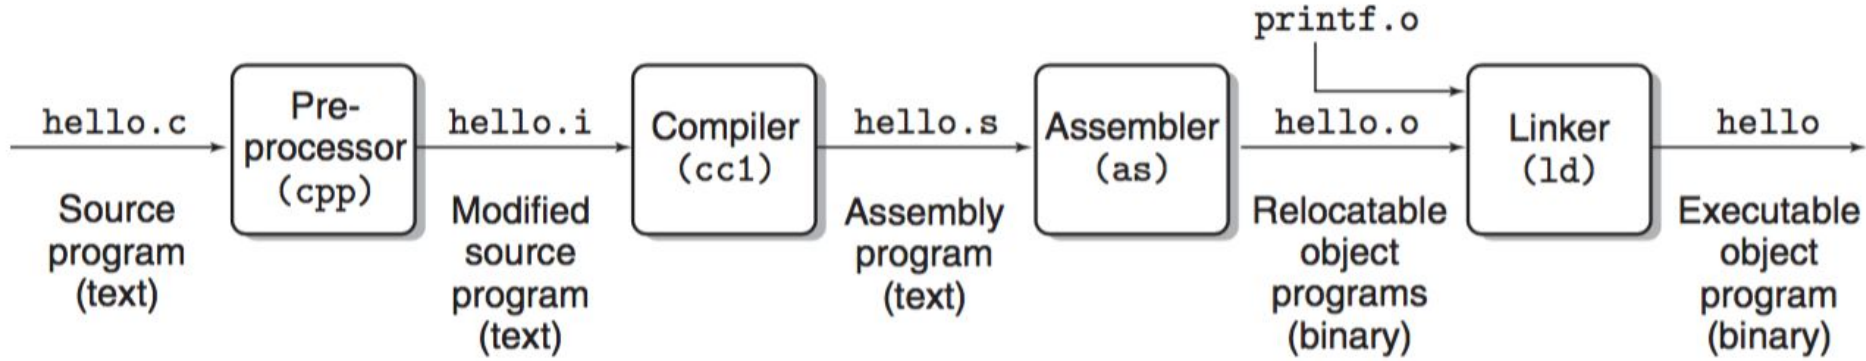 printf.o
hello.c
Pre-
processor
(cpp)
hello.i
Compiler
(cc1)
hello.s
Assembler
(as)
hello.o
Linker
(ld)
hello
Source
program
(text)
Modified
source
program
(text)
Assembly
program
(text)
Relocatable
object
programs
(binary)
Executable
object
program
(binary)